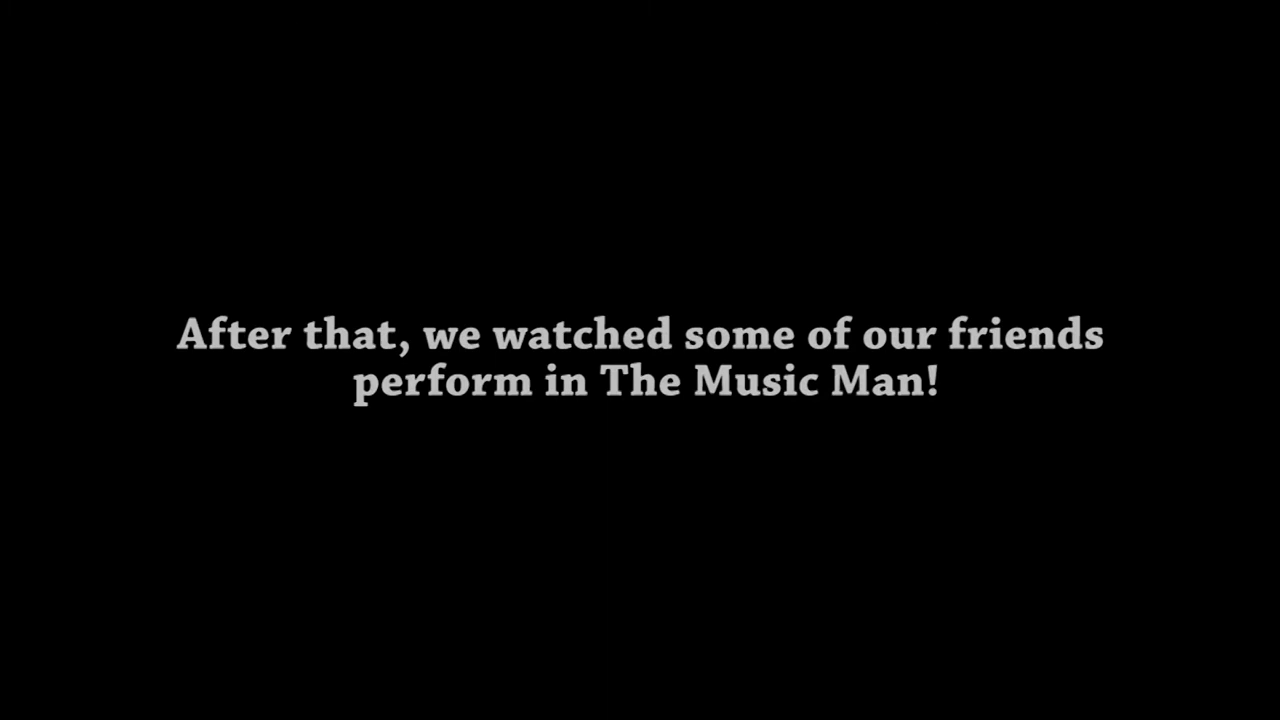 After that, we watched some of our friends
perform in The Music Man!